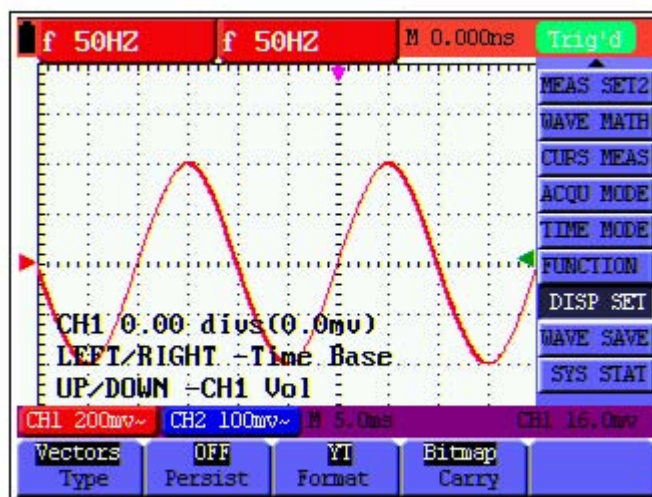 f 50HZ f 50HZ M 0.000ns Trig'd
MEAS SET2
WAVE MATH
CURS MEAS
ACQU MODE
TIME MODE
FUNCTION
DISP SET
WAVE SAVE
SYS STAT
CH1 0.00 divs(0.0mv)
LEFT/RIGHT -Time Base
UP/DOWN -CH1 Vol
CH1 200mv~ CH2 100mv~ M 5.0ms CH1 16.0mv
Vectors OFF YT Bitmap
Type Persist Format Carry